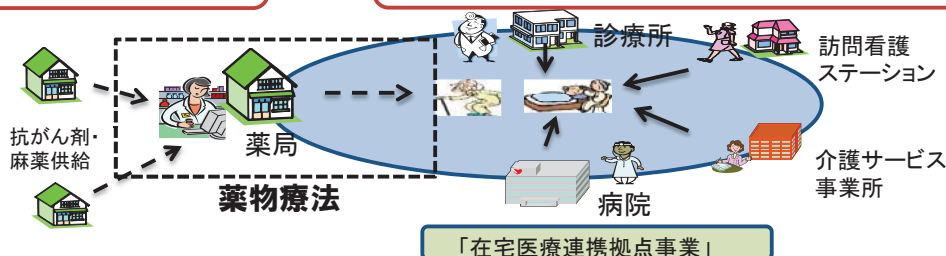 診療所
訪問看護
ステーション
抗がん剤・
麻薬供給
薬局
薬物療法
病院
介護サービス
事業所
「在宅医療連携拠点事業」